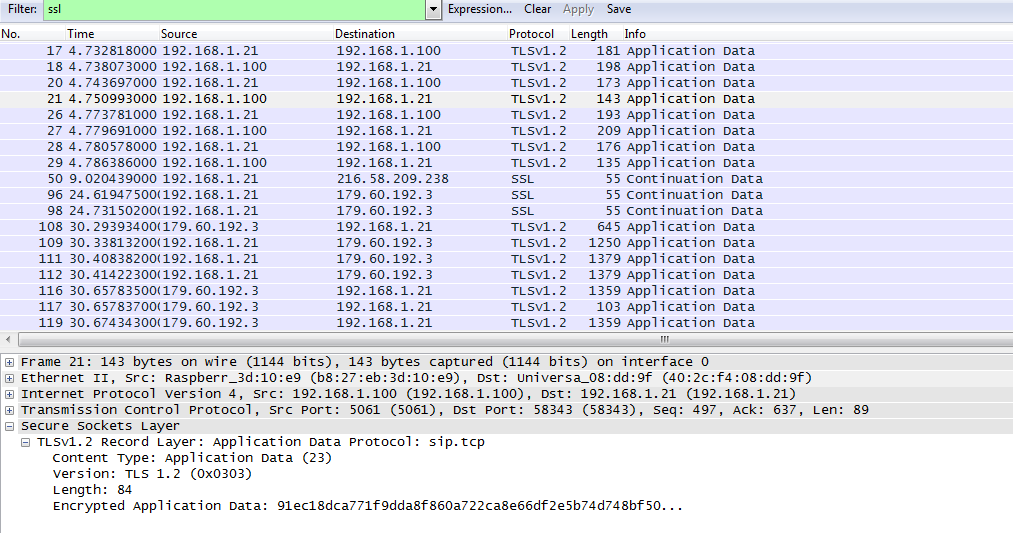 Filter: ssl Expression... Clear Apply Save
No. Time Source Destination Protocol Length Info
17 4.732818000 192.168.1.21 192.168.1.100 TLSv1.2 181 Application Data
18 4.738073000 192.168.1.100 192.168.1.21 TLSv1.2 198 Application Data
20 4.743697000 192.168.1.21 192.168.1.100 TLSv1.2 173 Application Data
21 4.750993000 192.168.1.100 192.168.1.21 TLSv1.2 143 Application Data
26 4.773781000 192.168.1.21 192.168.1.100 TLSv1.2 193 Application Data
27 4.779691000 192.168.1.100 192.168.1.21 TLSv1.2 209 Application Data
28 4.780578000 192.168.1.21 192.168.1.100 TLSv1.2 176 Application Data
29 4.786386000 192.168.1.100 192.168.1.21 TLSv1.2 135 Application Data
50 9.020439000 192.168.1.21 216.58.209.238 SSL 55 Continuation Data
96 24.619475000 192.168.1.21 179.60.192.3 SSL 55 Continuation Data
98 24.731502000 192.168.1.21 179.60.192.3 SSL 55 Continuation Data
108 30.293934000 179.60.192.3 192.168.1.21 TLSv1.2 645 Application Data
109 30.338132000 192.168.1.21 179.60.192.3 TLSv1.2 1250 Application Data
111 30.408382000 192.168.1.21 179.60.192.3 TLSv1.2 1379 Application Data
112 30.414223000 192.168.1.21 179.60.192.3 TLSv1.2 1379 Application Data
116 30.657835000 179.60.192.3 192.168.1.21 TLSv1.2 1359 Application Data
117 30.657837000 179.60.192.3 192.168.1.21 TLSv1.2 103 Application Data
119 30.674343000 179.60.192.3 192.168.1.21 TLSv1.2 1359 Application Data
Frame 21: 143 bytes on wire (1144 bits), 143 bytes captured (1144 bits) on interface 0
Ethernet II, Src: Raspberr_3d:10:e9 (b8:27:eb:3d:10:e9), Dst: Universa_08:dd:9f (40:2c:f4:08:dd:9f)
Internet Protocol Version 4, Src: 192.168.1.100 (192.168.1.100), Dst: 192.168.1.21 (192.168.1.21)
Transmission Control Protocol, Src Port: 5061 (5061), Dst Port: 58343 (58343), Seq: 497, Ack: 637, Len: 89
Secure Sockets Layer
TLSv1.2 Record Layer: Application Data Protocol: sip.tcp
Content Type: Application Data (23)
Version: TLS 1.2 (0x0303)
Length: 84
Encrypted Application Data: 91ec18dca771f9dda8f860a722ca8e66df2e5b74d748bf50...